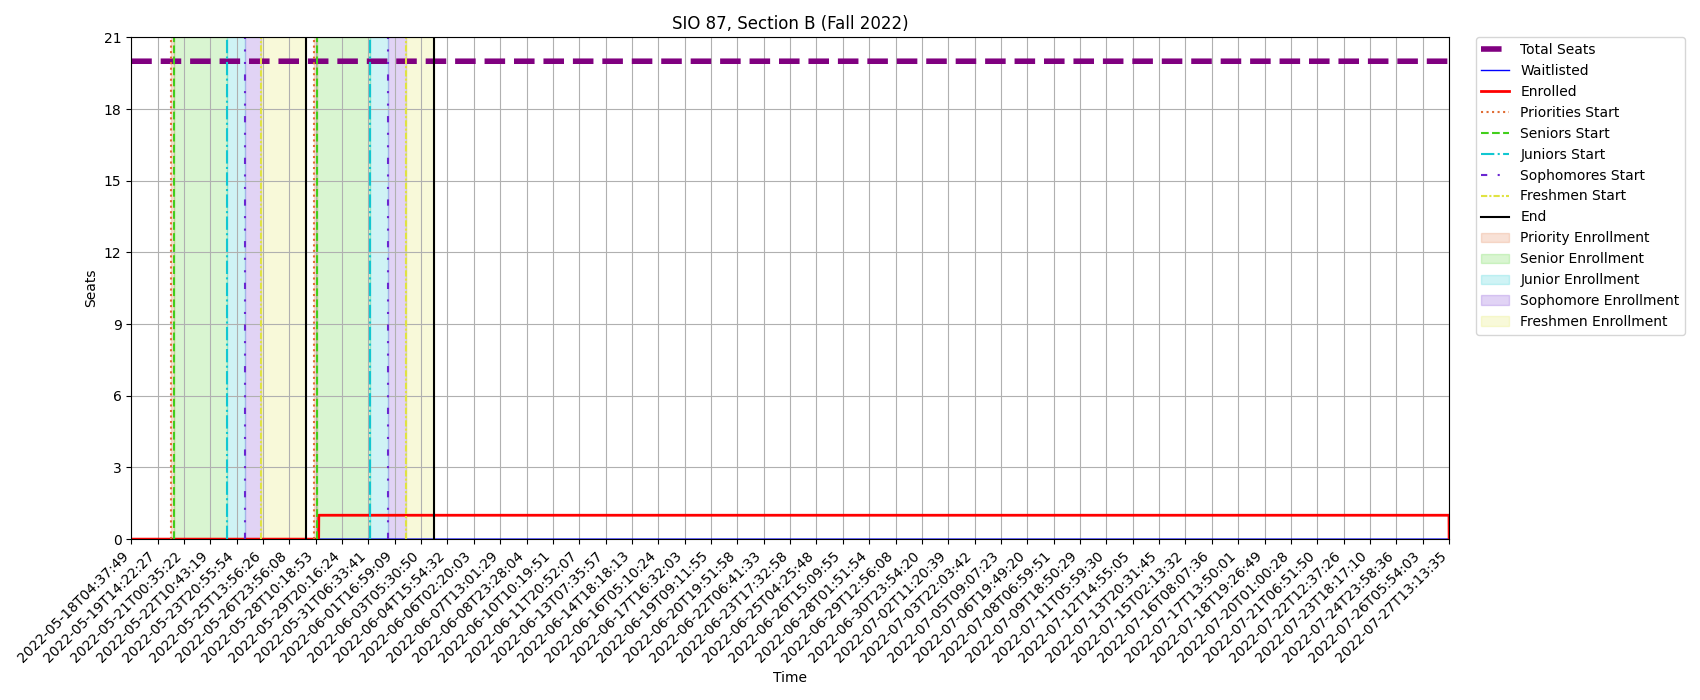 SIO 87, Section B (Fall 2022)
21
18
15
12
9
6
3
0
Seats
2022-05-18T04:37:49
2022-05-19T14:22:27
2022-05-21T00:35:22
2022-05-22T10:43:19
2022-05-23T20:55:54
2022-05-25T13:56:26
2022-05-26T23:56:08
2022-05-28T10:18:53
2022-05-29T20:16:24
2022-05-31T06:33:41
2022-06-01T16:59:09
2022-06-03T05:30:50
2022-06-04T15:54:32
2022-06-06T02:20:03
2022-06-07T13:01:29
2022-06-08T23:28:04
2022-06-10T10:19:51
2022-06-11T20:52:07
2022-06-13T07:35:57
2022-06-14T18:18:13
2022-06-16T05:10:24
2022-06-17T16:32:03
2022-06-19T09:11:55
2022-06-20T19:51:58
2022-06-22T06:41:33
2022-06-23T17:32:58
2022-06-25T04:25:48
2022-06-26T15:09:55
2022-06-28T01:51:54
2022-06-29T12:56:08
2022-06-30T23:54:20
2022-07-02T11:20:39
2022-07-03T22:03:42
2022-07-05T09:07:23
2022-07-06T19:49:20
2022-07-08T06:59:51
2022-07-09T18:50:29
2022-07-11T05:59:30
2022-07-12T14:55:05
2022-07-13T20:31:45
2022-07-15T02:13:32
2022-07-16T08:07:36
2022-07-17T13:50:01
2022-07-18T19:26:49
2022-07-20T01:00:28
2022-07-21T06:51:50
2022-07-22T12:37:26
2022-07-23T18:17:10
2022-07-24T23:58:36
2022-07-26T05:54:03
2022-07-27T13:13:35
Time
Total Seats
Waitlisted
Enrolled
Priorities Start
Seniors Start
Juniors Start
Sophomores Start
Freshmen Start
End
Priority Enrollment
Senior Enrollment
Junior Enrollment
Sophomore Enrollment
Freshmen Enrollment